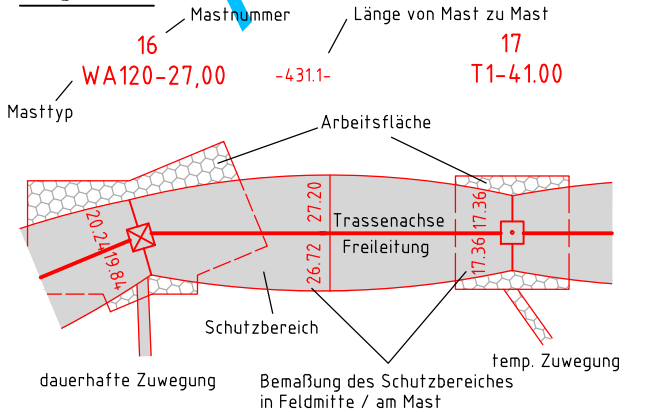 Mastnummer
Länge von Mast zu Mast
16
17
WA120-27,00
-431.1-
T1-41.00
Masttyp
Arbeitsfläche
20.24
19.84
27.20
26.72
Trassenachse
Freileitung
17.36
17.36
Schutzbereich
temp. Zuwegung
dauerhafte Zuwegung
Bemaßung des Schutzbereiches
in Feldmitte / am Mast